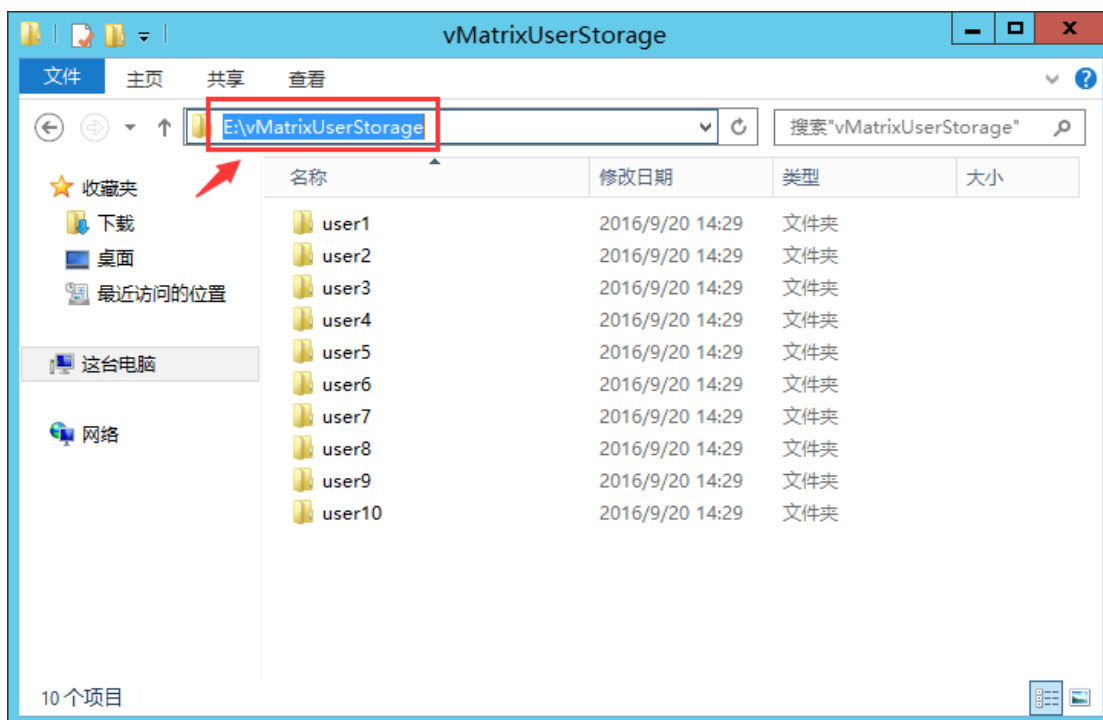 vMatrixUserStorage
文件 主页 共享 查看
E:\vMatrixUserStorage 搜索"vMatrixUserStorage"
收藏夹 名称 修改日期 类型 大小
下载 user1 2016/9/20 14:29 文件夹
桌面 user2 2016/9/20 14:29 文件夹
最近访问的位置 user3 2016/9/20 14:29 文件夹
user4 2016/9/20 14:29 文件夹
这台电脑 user5 2016/9/20 14:29 文件夹
user6 2016/9/20 14:29 文件夹
网络 user7 2016/9/20 14:29 文件夹
user8 2016/9/20 14:29 文件夹
user9 2016/9/20 14:29 文件夹
user10 2016/9/20 14:29 文件夹
10 个项目